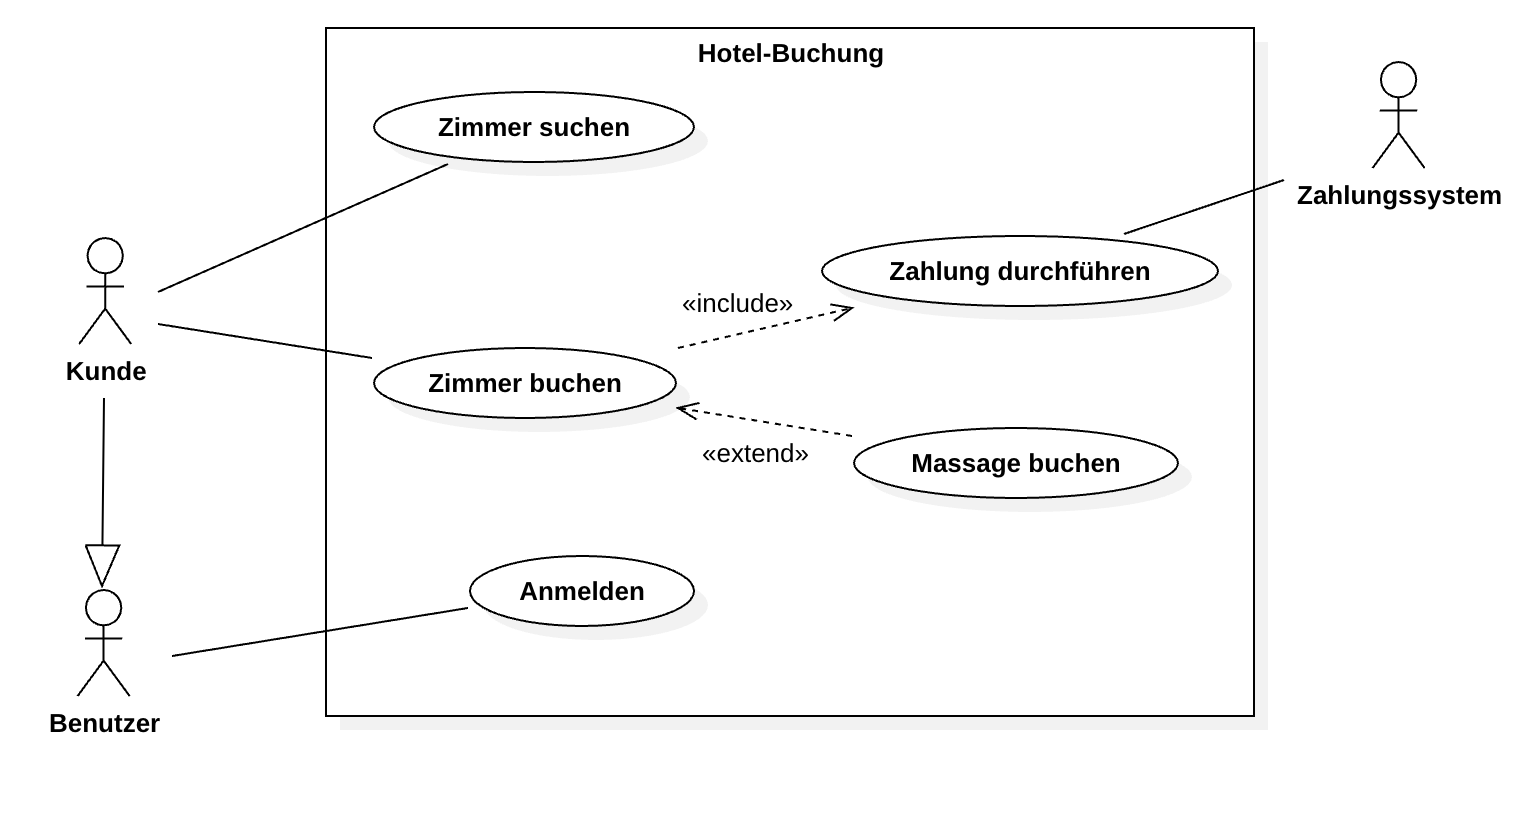 Hotel-Buchung
Zimmer suchen
Zahlungssystem
Zahlung durchführen
«include»
Kunde
Zimmer buchen
«extend»
Massage buchen
Anmelden
Benutzer